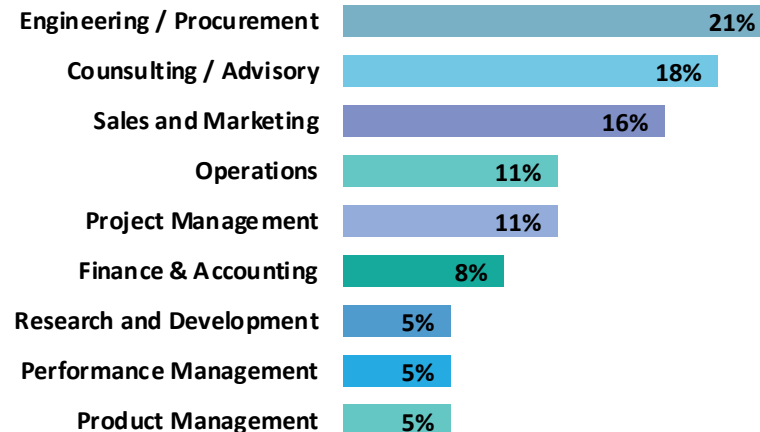 Engineering / Procurement 21%
Counsulting / Advisory 18%
Sales and Marketing 16%
Operations 11%
Project Management 11%
Finance & Accounting 8%
Research and Development 5%
Performance Management 5%
Product Management 5%